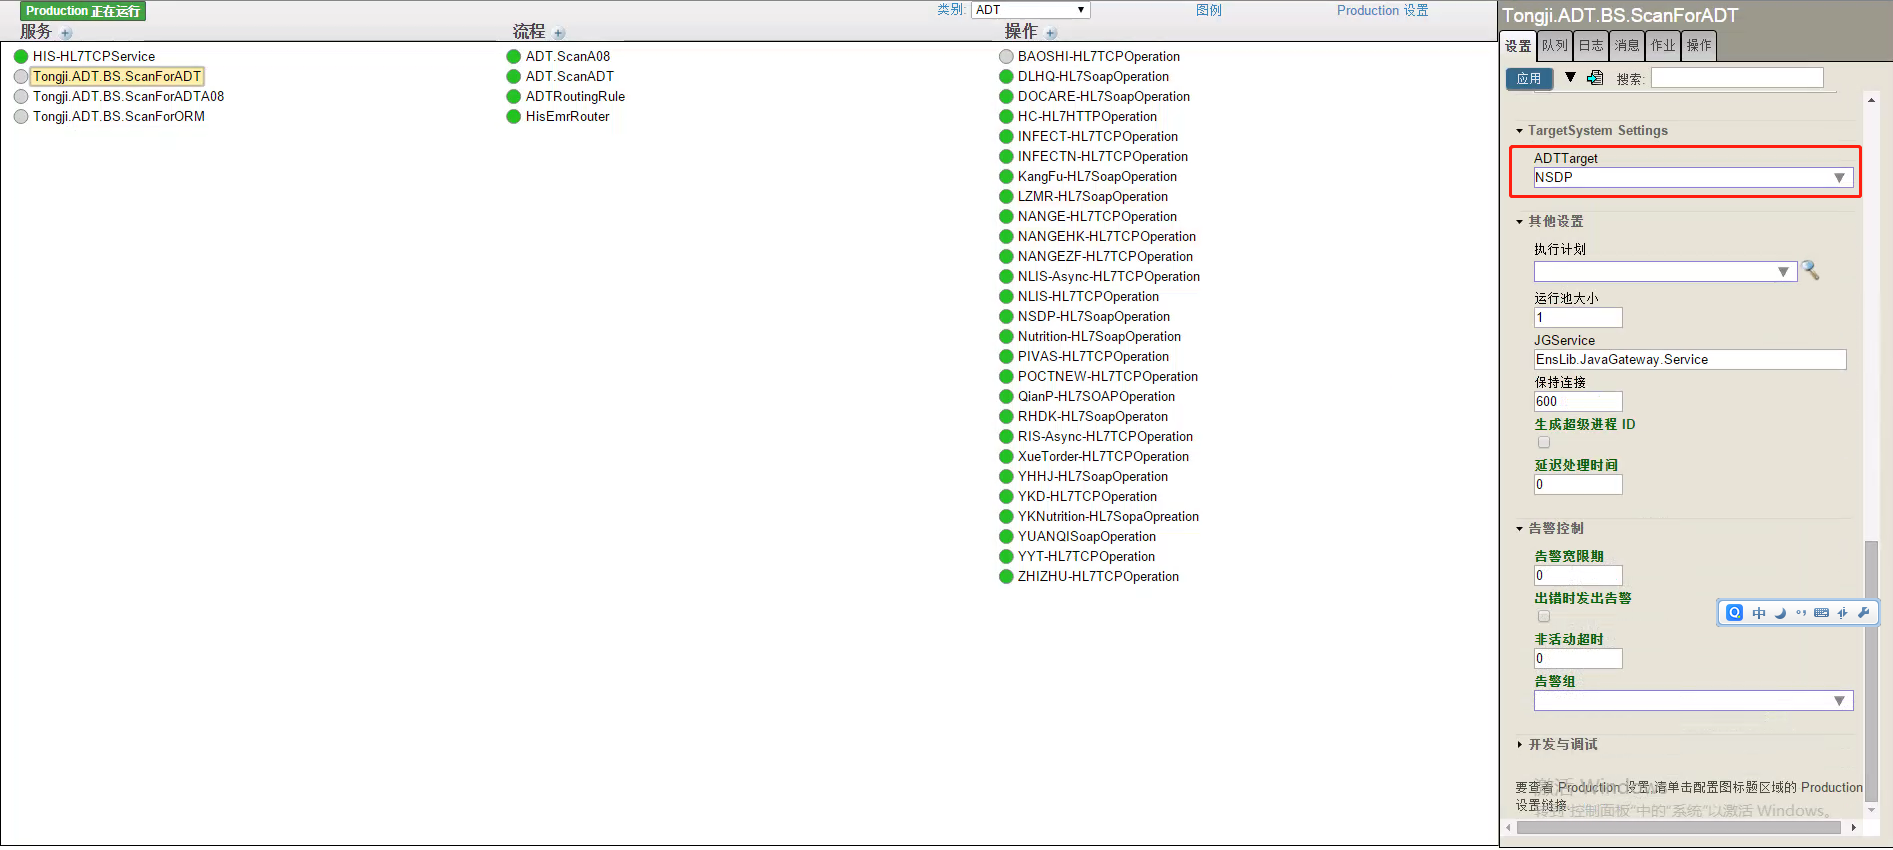 Production 正在运行
类别: ADT
图例
Production 设置
服务
流程
操作
HIS-HL7TCPService
Tongji.ADT.BS.ScanForADT
Tongji.ADT.BS.ScanForADTA08
Tongji.ADT.BS.ScanForORM
ADT.ScanA08
ADT.ScanADT
ADTRoutingRule
HisEmrRouter
BAOSHI-HL7TCPOperation
DLHQ-HL7SoapOperation
DOCARE-HL7SoapOperation
HC-HL7HTTPOperation
INFECT-HL7TCPOperation
INFECTN-HL7TCPOperation
KangFu-HL7SoapOperation
LZMR-HL7SoapOperation
NANGE-HL7TCPOperation
NANGEHK-HL7TCPOperation
NANGEZF-HL7TCPOperation
NLIS-Async-HL7TCPOperation
NLIS-HL7TCPOperation
NSDP-HL7SoapOperation
Nutrition-HL7SoapOperation
PIVAS-HL7TCPOperation
POCTNEW-HL7TCPOperation
QianP-HL7SOAPOperation
RHDK-HL7SoapOperaton
RIS-Async-HL7TCPOperation
XueTorder-HL7TCPOperation
YHHJ-HL7SoapOperation
YKD-HL7TCPOperation
YKNutrition-HL7SopaOpreation
YUANQISoapOperation
YYT-HL7TCPOperation
ZHIZHU-HL7TCPOperation
Tongji.ADT.BS.ScanForADT
设置 队列 日志 消息 作业 操作
应用 搜索:
TargetSystem Settings
ADTTarget
NSDP
其他设置
执行计划
运行池大小
1
JGService
EnsLib.JavaGateway.Service
保持连接
600
生成超级进程 ID
延迟处理时间
0
告警控制
告警宽限期
0
出错时发出告警
中
非活动超时
0
告警组
开发与调试
激活 Windows
要查看 Production 设置,请单击配置图标题区域的 Production
设置链接.
转到"控制面板"中的"系统"以激活 Windows。